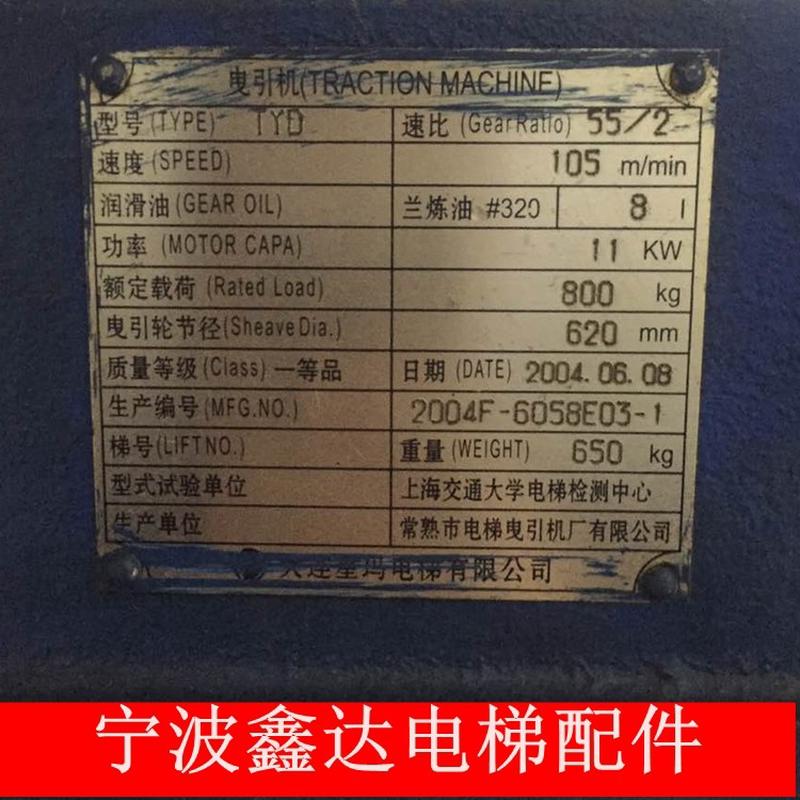 曳引机(TRACTION MACHINE)
型号(TYPE) TYD 速比 (GearRatio) 55/2
速度(SPEED) 105 m/min
润滑油(GEAR OIL) 兰炼油 #320 8 l
功率 (MOTOR CAPA) 11 KW
额定载荷 (Rated Load) 800 kg
曳引轮节径(Sheave Dia.) 620 mm
质量等级(Class) 一等品 日期 (DATE) 2004.06.08
生产编号(MFG.NO.) 2004F-6058E03-1
梯号(LIFT NO.) 重量 (WEIGHT) 650 kg
型式试验单位 上海交通大学电梯检测中心
生产单位 常熟市电梯曳引机厂有限公司
大连星玛电梯有限公司
宁波鑫达电梯配件